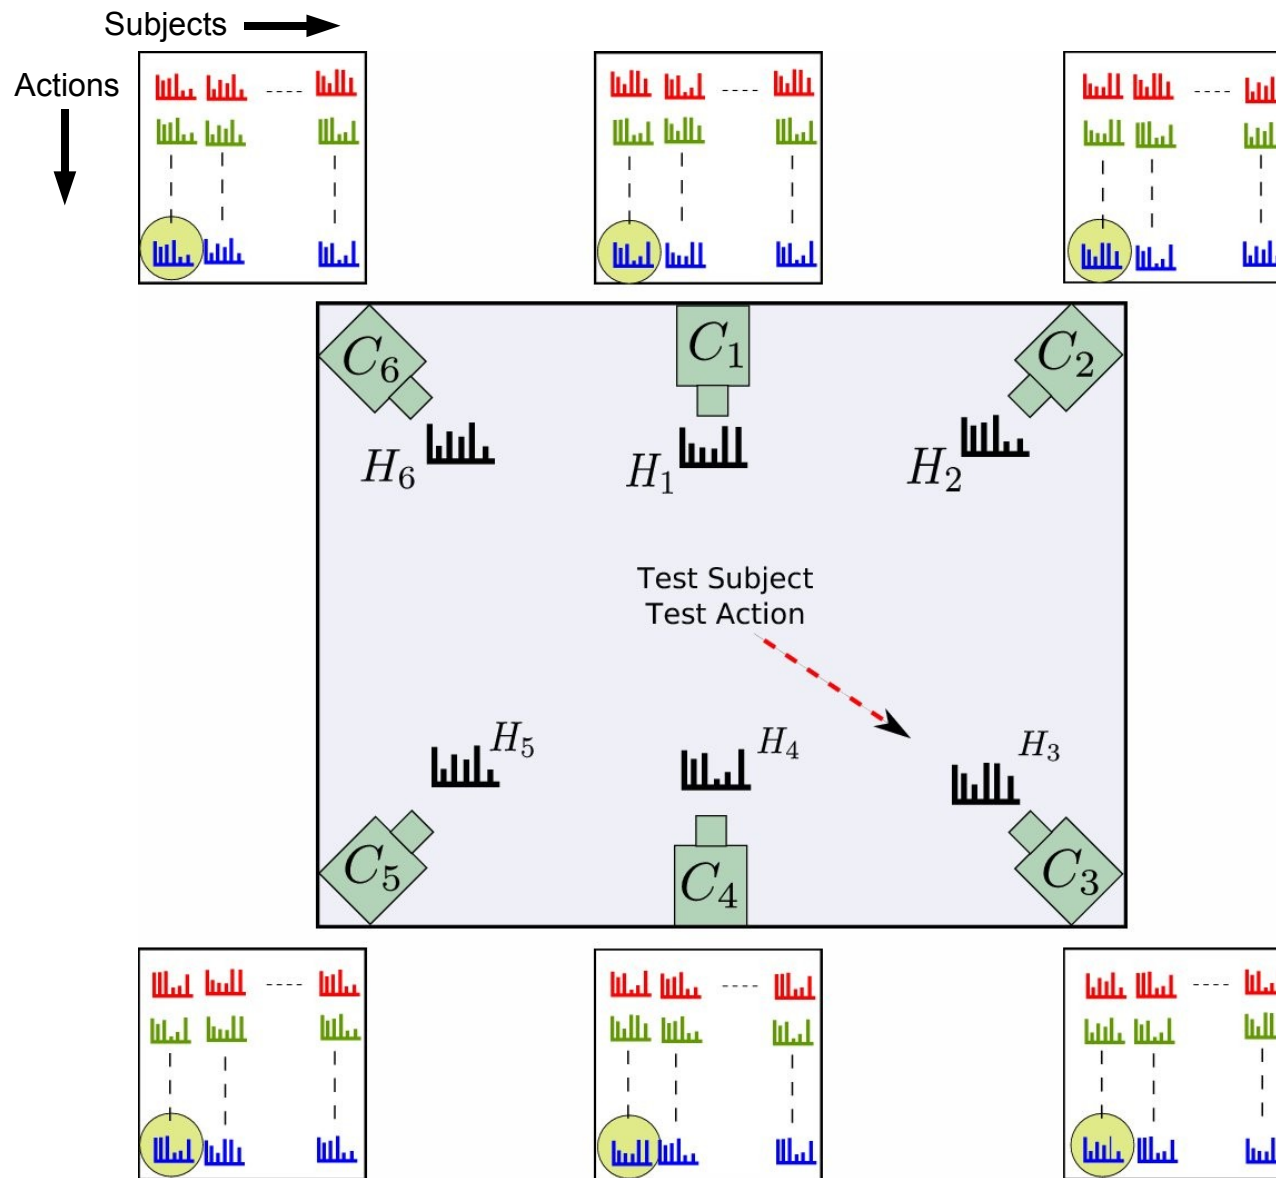 Subjects
Actions
C6
C1
C2
H6
H1
H2
Test Subject
Test Action
H5
H4
H3
C5
C4
C3